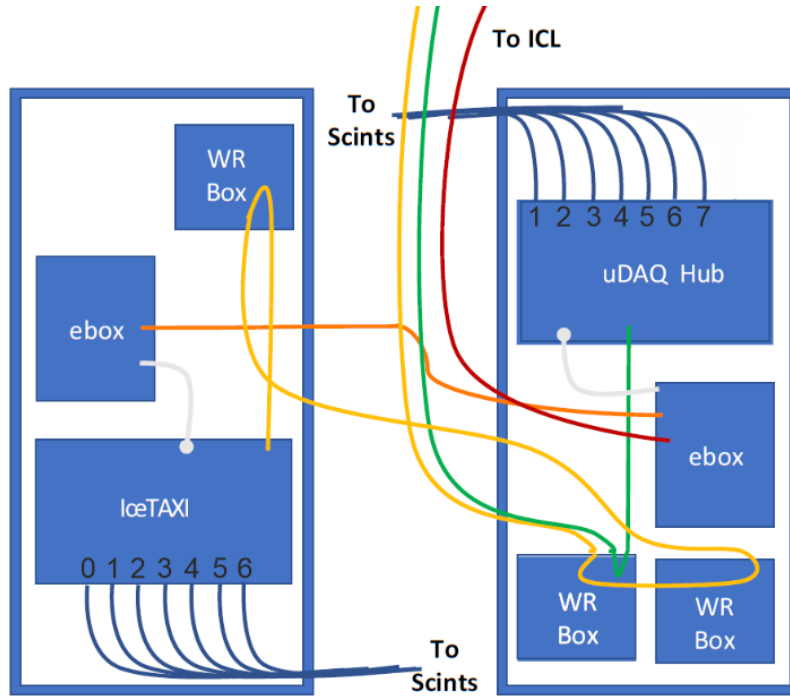 To ICL
To
Scints
WR
Box
1 2 3 4 5 6 7
uDAQ Hub
ebox
ebox
IceTAXI
0 1 2 3 4 5 6
WR
Box
WR
Box
To
Scints